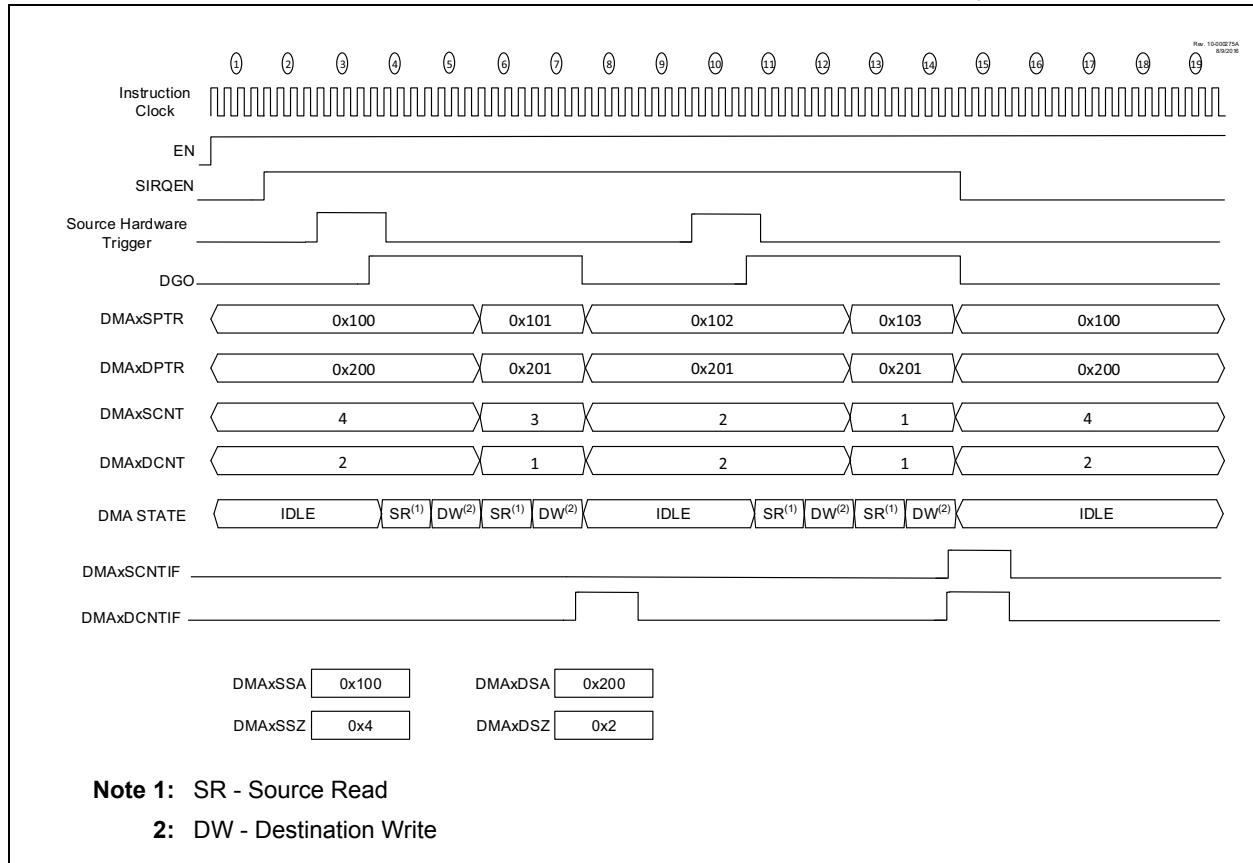 Rev. 10-000275A
8/9/2016
1 2 3 4 5 6 7 8 9 10 11 12 13 14 15 16 17 18 19
Instruction
Clock
EN
SIRQEN
Source Hardware
Trigger
DGO
DMAxSPTR 0x100 0x101 0x102 0x103 0x100
DMAxDPTR 0x200 0x201 0x201 0x201 0x200
DMAxSCNT 4 3 2 1 4
DMAxDCNT 2 1 2 1 2
DMA STATE IDLE SR(1) DW(2) SR(1) DW(2) IDLE SR(1) DW(2) SR(1) DW(2) IDLE
DMAxSCNTIF
DMAxDCNTIF
DMAxSSA 0x100 DMAxDSA 0x200
DMAxSSZ 0x4 DMAxDSZ 0x2
Note 1: SR - Source Read
2: DW - Destination Write